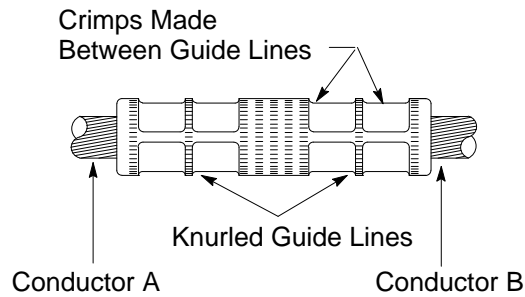 Crimps Made
Between Guide Lines
Knurled Guide Lines
Conductor A
Conductor B